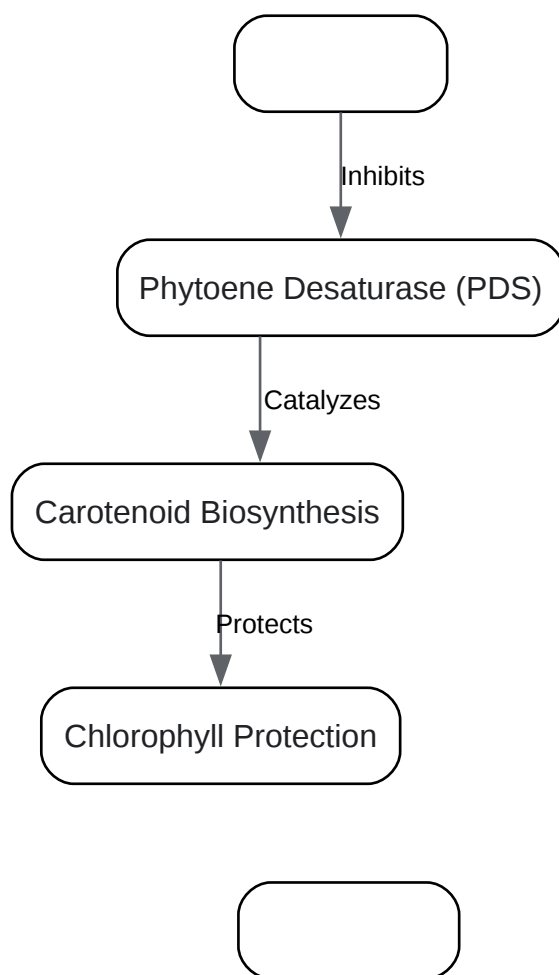 Inhibits
Phytoene Desaturase (PDS)
Catalyzes
Carotenoid Biosynthesis
Protects
Chlorophyll Protection